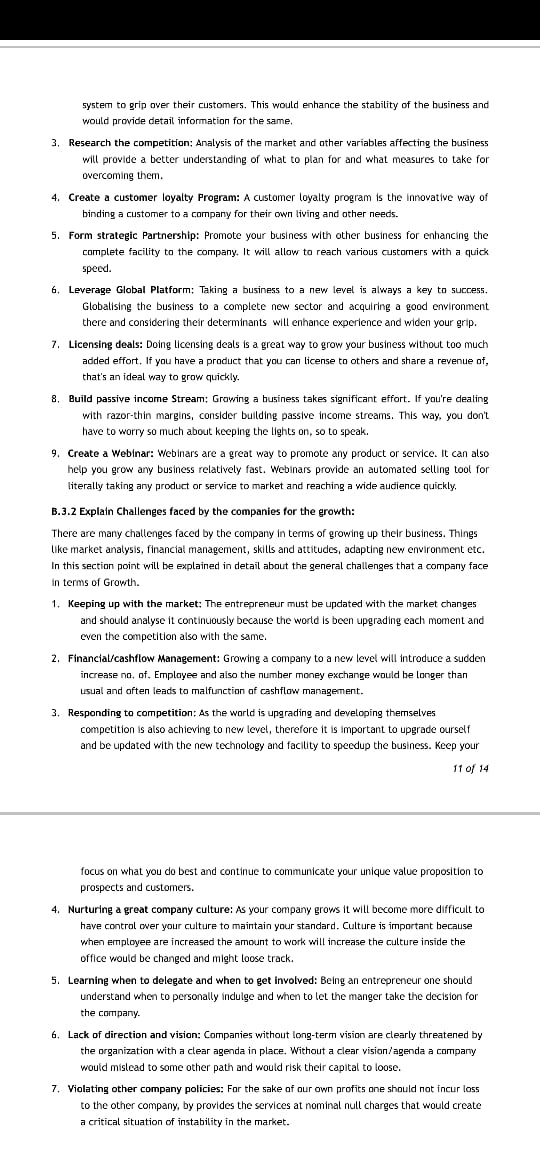 system to grip over their customers. This would enhance the stability of the business and
would provide detail information for the same.
3. Research the competition: Analysis of the market and other variables affecting the business
will provide a better understanding of what to plan for and what measures to take for
overcoming them.
4. Create a customer loyalty Program: A customer loyalty program is the innovative way of
binding a customer to a company for their own living and other needs.
5. Form strategic Partnership: Promote your business with other business for enhancing the
complete facility to the company. It will allow to reach various customers with a quick
speed.
6. Leverage Global Platform: Taking a business to a new level is always a key to success.
Globalising the business to a complete new sector and acquiring a good environment
there and considering their determinants will enhance experience and widen your grip.
7. Licensing deals: Doing licensing deals is a great way to grow your business without too much
added effort. If you have a product that you can license to others and share a revenue of,
that's an ideal way to grow quickly.
8. Build passive income Stream: Growing a business takes significant effort. If you're dealing
with razor-thin margins, consider building passive income streams. This way, you don't
have to worry so much about keeping the lights on, so to speak.
9. Create a Webinar: Webinars are a great way to promote any product or service. It can also
help you grow any business relatively fast. Webinars provide an automated selling tool for
literally taking any product or service to market and reaching a wide audience quickly.
B.3.2 Explain Challenges faced by the companies for the growth:
There are many challenges faced by the company in terms of growing up their business. Things
like market analysis, financial management, skills and attitudes, adapting new environment etc.
In this section point will be explained in detail about the general challenges that a company face
in terms of Growth.
1. Keeping up with the market: The entrepreneur must be updated with the market changes
and should analyse it continuously because the world is been upgrading each moment and
even the competition also with the same.
2. Financial/cashflow Management: Growing a company to a new level will introduce a sudden
increase no. of. Employee and also the number money exchange would be longer than
usual and often leads to malfunction of cashflow management.
3. Responding to competition: As the world is upgrading and developing themselves
competition is also achieving to new level, therefore it is important to upgrade ourself
and be updated with the new technology and facility to speedup the business. Keep your
11 of 14
focus on what you do best and continue to communicate your unique value proposition to
prospects and customers.
4. Nurturing a great company culture: As your company grows it will become more difficult to
have control over your culture to maintain your standard. Culture is important because
when employee are increased the amount to work will increase the culture inside the
office would be changed and might loose track.
5. Learning when to delegate and when to get involved: Being an entrepreneur one should
understand when to personally indulge and when to let the manger take the decision for
the company.
6. Lack of direction and vision: Companies without long-term vision are clearly threatened by
the organization with a clear agenda in place. Without a clear vision/agenda a company
would mislead to some other path and would risk their capital to loose.
7. Violating other company policies: For the sake of our own profits one should not incur loss
to the other company, by provides the services at nominal null charges that would create
a critical situation of instability in the market.